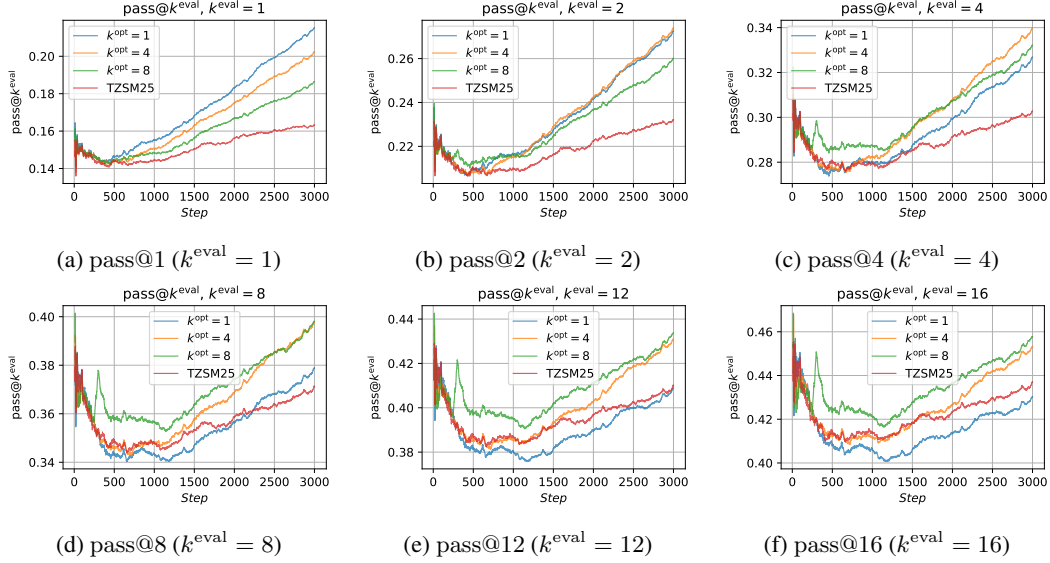 pass@k^eval, k^eval = 1
pass@k^eval
0.20
0.18
0.16
0.14
k^opt = 1
k^opt = 4
k^opt = 8
TZSM25
0 500 1000 1500 2000 2500 3000
Step
(a) pass@1 (k^eval = 1)
pass@k^eval, k^eval = 2
pass@k^eval
0.26
0.24
0.22
k^opt = 1
k^opt = 4
k^opt = 8
TZSM25
0 500 1000 1500 2000 2500 3000
Step
(b) pass@2 (k^eval = 2)
pass@k^eval, k^eval = 4
pass@k^eval
0.34
0.32
0.30
0.28
k^opt = 1
k^opt = 4
k^opt = 8
TZSM25
0 500 1000 1500 2000 2500 3000
Step
(c) pass@4 (k^eval = 4)
pass@k^eval, k^eval = 8
pass@k^eval
0.40
0.38
0.36
0.34
k^opt = 1
k^opt = 4
k^opt = 8
TZSM25
0 500 1000 1500 2000 2500 3000
Step
(d) pass@8 (k^eval = 8)
pass@k^eval, k^eval = 12
pass@k^eval
0.44
0.42
0.40
0.38
k^opt = 1
k^opt = 4
k^opt = 8
TZSM25
0 500 1000 1500 2000 2500 3000
Step
(e) pass@12 (k^eval = 12)
pass@k^eval, k^eval = 16
pass@k^eval
0.46
0.44
0.42
0.40
k^opt = 1
k^opt = 4
k^opt = 8
TZSM25
0 500 1000 1500 2000 2500 3000
Step
(f) pass@16 (k^eval = 16)